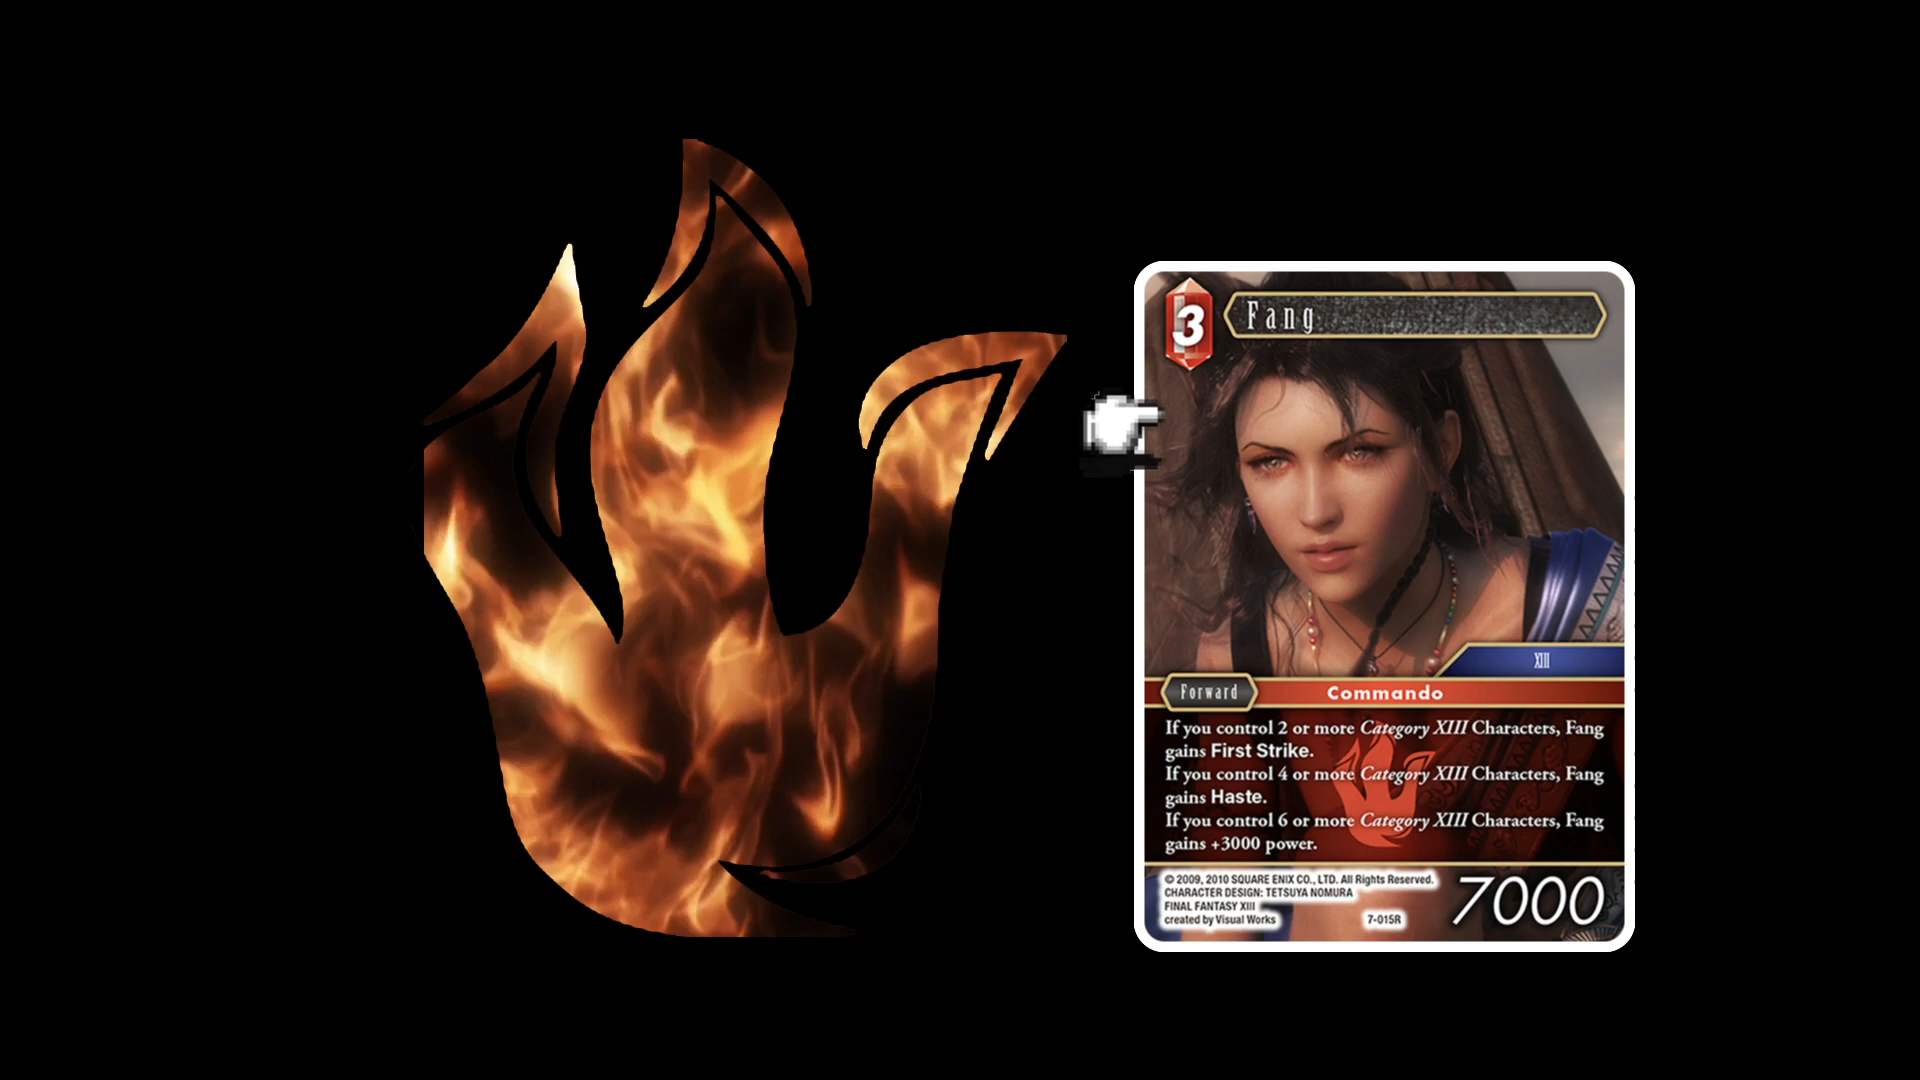 3
Fang
XIII
Forward
Commando
If you control 2 or more Category XIII Characters, Fang
gains First Strike.
If you control 4 or more Category XIII Characters, Fang
gains Haste.
If you control 6 or more Category XIII Characters, Fang
gains +3000 power.
© 2009, 2010 SQUARE ENIX CO., LTD. All Rights Reserved.
CHARACTER DESIGN: TETSUYA NOMURA
FINAL FANTASY XIII
created by Visual Works
7-015R
7000